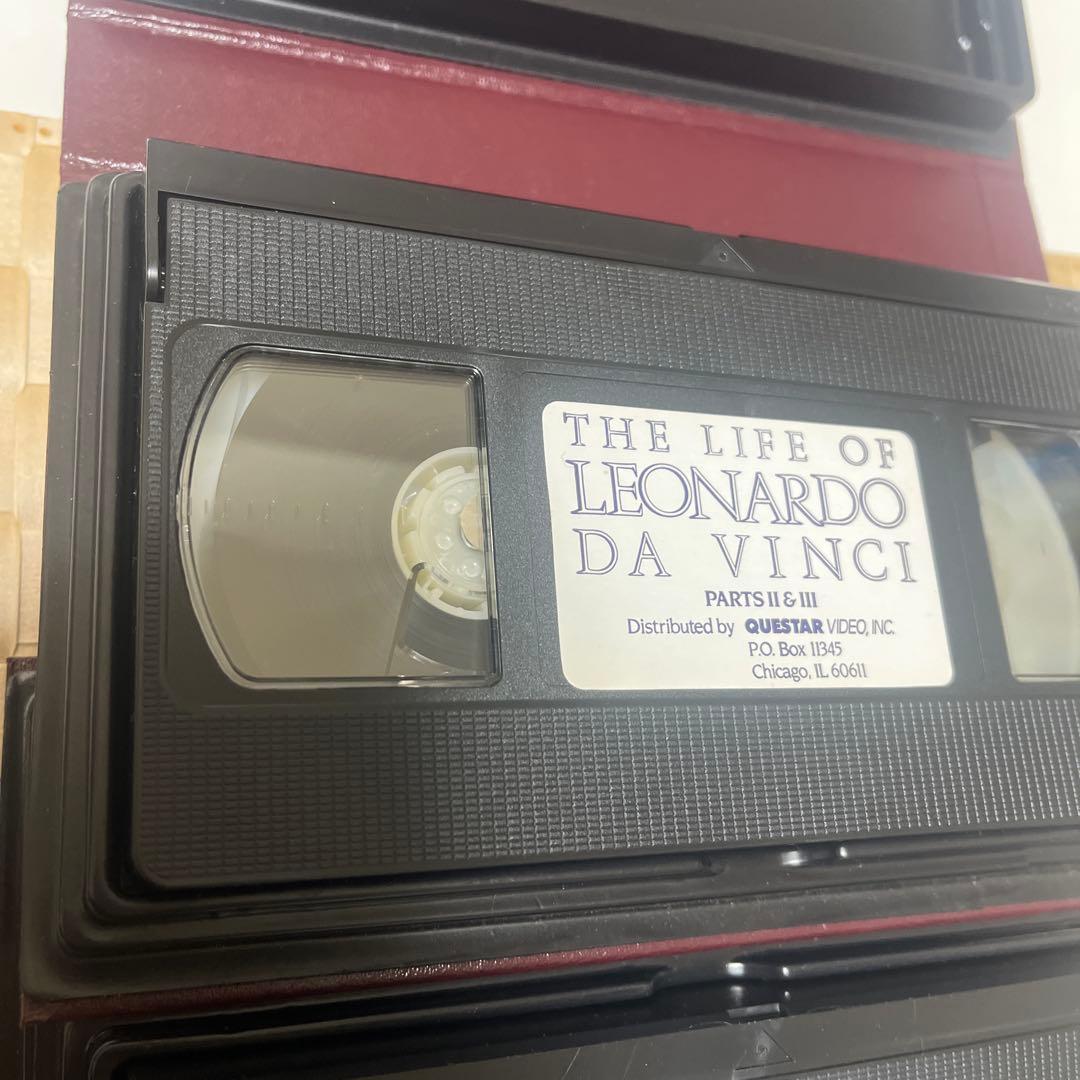 THE LIFE OF
LEONARDO
DA VINCI
PARTS II & III
Distributed by QUESTAR VIDEO, INC.
P.O. Box 11345
Chicago, IL 60611